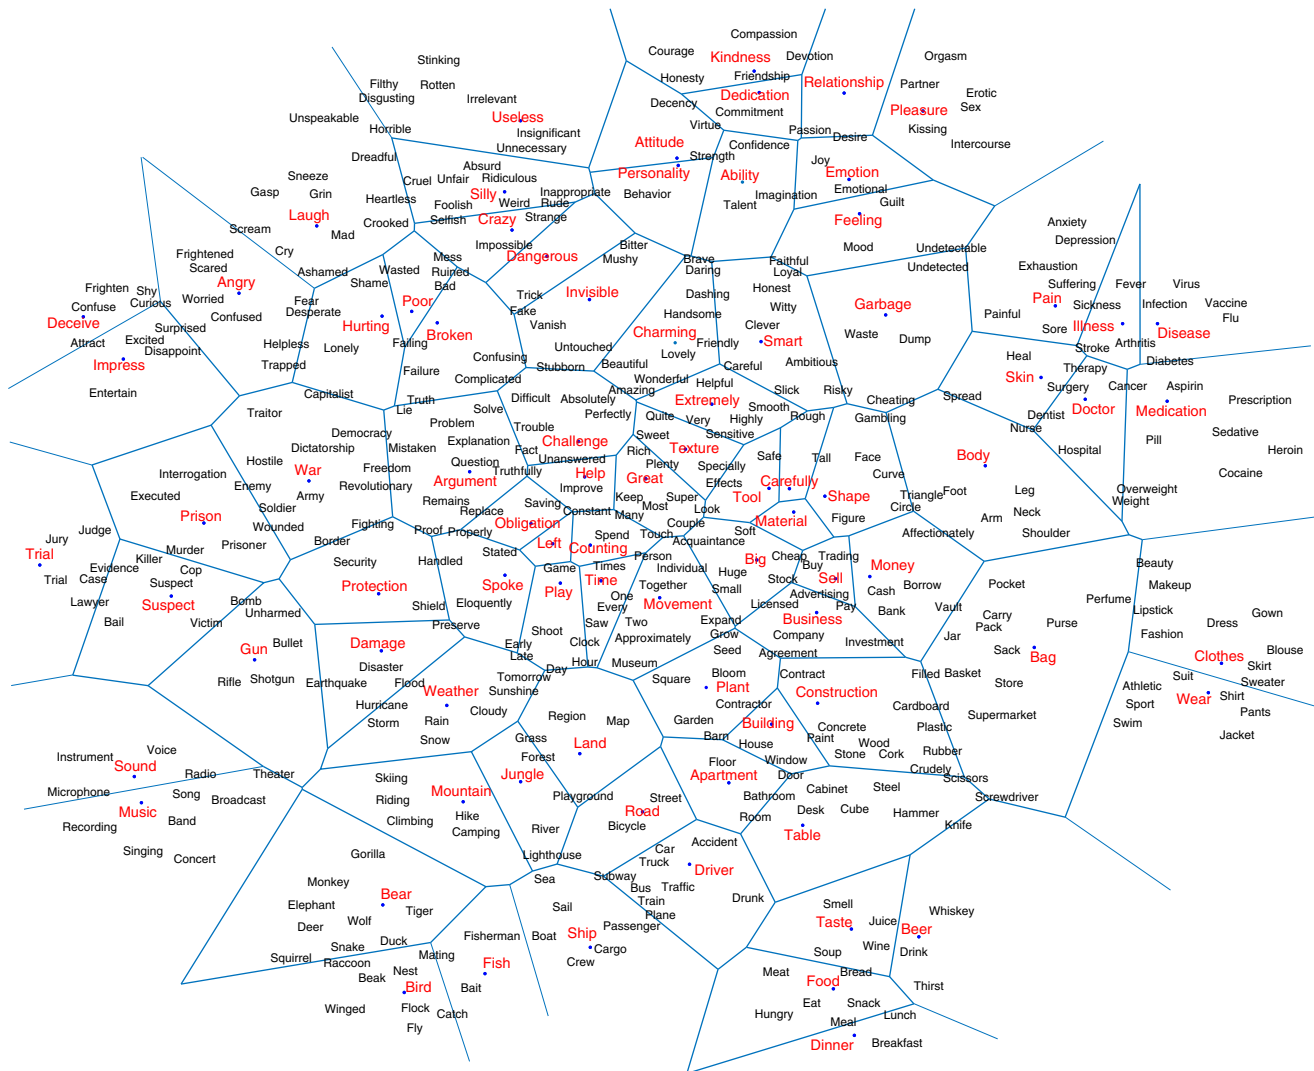 Compassion
Courage
Kindness
Devotion
Orgasm
Stinking
Friendship
Honesty
Relationship
Partner
Filthy
Rotten
Dedication
Erotic
Disgusting
Irrelevant
Decency
Commitment
Pleasure
Sex
Unspeakable
Useless
Virtue
Horrible
Insignificant
Passion
Desire
Kissing
Unnecessary
Attitude
Confidence
Intercourse
Dreadful
Strength
Joy
Absurd
Personality
Ability
Emotion
Sneeze
Cruel
Unfair
Ridiculous
Emotional
Gasp
Grin
Heartless
Silly
Inappropriate
Behavior
Imagination
Guilt
Foolish
Weird
Rude
Talent
Laugh
Crooked
Selfish
Crazy
Strange
Feeling
Anxiety
Scream
Mad
Impossible
Bitter
Mood
Undetectable
Depression
Frightened
Cry
Mess
Dangerous
Mushy
Brave
Faithful
Undetected
Exhaustion
Scared
Ashamed
Wasted
Ruined
Daring
Loyal
Suffering
Fever
Virus
Angry
Shame
Bad
Honest
Frighten
Shy
Worried
Fear
Poor
Trick
Invisible
Dashing
Witty
Garbage
Pain
Sickness
Infection
Vaccine
Confuse
Curious
Desperate
Fake
Handsome
Painful
Flu
Deceive
Confused
Hurting
Broken
Vanish
Charming
Clever
Waste
Sore
Illness
Disease
Surprised
Smart
Dump
Attract
Excited
Helpless
Lonely
Failing
Untouched
Friendly
Stroke
Arthritis
Disappoint
Confusing
Lovely
Heal
Diabetes
Impress
Trapped
Failure
Stubborn
Beautiful
Careful
Ambitious
Therapy
Complicated
Wonderful
Skin
Surgery
Cancer
Aspirin
Entertain
Capitalist
Truth
Difficult
Absolutely
Amazing
Helpful
Slick
Risky
Cheating
Spread
Doctor
Medication
Prescription
Lie
Solve
Perfectly
Extremely
Smooth
Traitor
Problem
Quite
Very
Highly
Rough
Gambling
Dentist
Democracy
Trouble
Sweet
Sensitive
Nurse
Sedative
Dictatorship
Mistaken
Explanation
Challenge
Rich
Texture
Safe
Tall
Face
Body
Hospital
Pill
Heroin
Hostile
Question
Fact
Unanswered
Plenty
Specially
Interrogation
War
Freedom
Argument
Truthfully
Help
Great
Effects
Carefully
Curve
Cocaine
Enemy
Revolutionary
Improve
Tool
Shape
Triangle
Foot
Leg
Overweight
Executed
Army
Remains
Saving
Keep
Most
Super
Circle
Weight
Soldier
Replace
Constant
Many
Look
Material
Figure
Arm
Neck
Prison
Wounded
Fighting
Proof
Properly
Obligation
Couple
Soft
Affectionately
Shoulder
Judge
Prisoner
Border
Left
Spend
Touch
Acquaintance
Jury
Murder
Handled
Stated
Counting
Person
Big
Cheap
Trading
Trial
Evidence
Killer
Cop
Security
Game
Times
Individual
Buy
Money
Beauty
Trial
Case
Suspect
Protection
Spoke
Play
Time
Together
Huge
Stock
Sell
Cash
Borrow
Pocket
Makeup
Lawyer
Suspect
Bomb
Shield
Eloquently
One
Movement
Small
Advertising
Perfume
Bail
Victim
Unharmed
Every
Licensed
Pay
Bank
Vault
Carry
Lipstick
Gown
Preserve
Saw
Two
Expand
Business
Pack
Purse
Dress
Gun
Bullet
Damage
Early
Shoot
Clock
Approximately
Grow
Company
Investment
Jar
Sack
Bag
Fashion
Blouse
Rifle
Shotgun
Disaster
Late
Day
Hour
Museum
Seed
Agreement
Filled
Basket
Clothes
Skirt
Earthquake
Flood
Weather
Tomorrow
Square
Bloom
Contract
Store
Suit
Sweater
Hurricane
Sunshine
Plant
Construction
Athletic
Wear
Shirt
Storm
Rain
Cloudy
Region
Map
Contractor
Cardboard
Supermarket
Sport
Pants
Snow
Grass
Garden
Building
Concrete
Plastic
Swim
Jacket
Instrument
Voice
Forest
Land
Barn
House
Paint
Wood
Rubber
Sound
Radio
Theater
Skiing
Jungle
Floor
Window
Stone
Cork
Crudely
Microphone
Song
Riding
Mountain
Apartment
Door
Scissors
Music
Broadcast
Playground
Street
Bathroom
Cabinet
Steel
Screwdriver
Recording
Band
Climbing
Hike
Road
Room
Desk
Cube
Hammer
Knife
Camping
River
Bicycle
Table
Singing
Concert
Gorilla
Lighthouse
Car
Accident
Truck
Driver
Monkey
Sea
Subway
Bus
Traffic
Drunk
Elephant
Bear
Train
Smell
Whiskey
Deer
Wolf
Tiger
Sail
Plane
Taste
Juice
Beer
Snake
Duck
Fisherman
Boat
Ship
Passenger
Wine
Drink
Squirrel
Raccoon
Mating
Cargo
Soup
Beak
Nest
Fish
Crew
Meat
Bread
Bird
Bait
Food
Thirst
Winged
Flock
Catch
Hungry
Eat
Snack
Lunch
Fly
Meal
Dinner
Breakfast